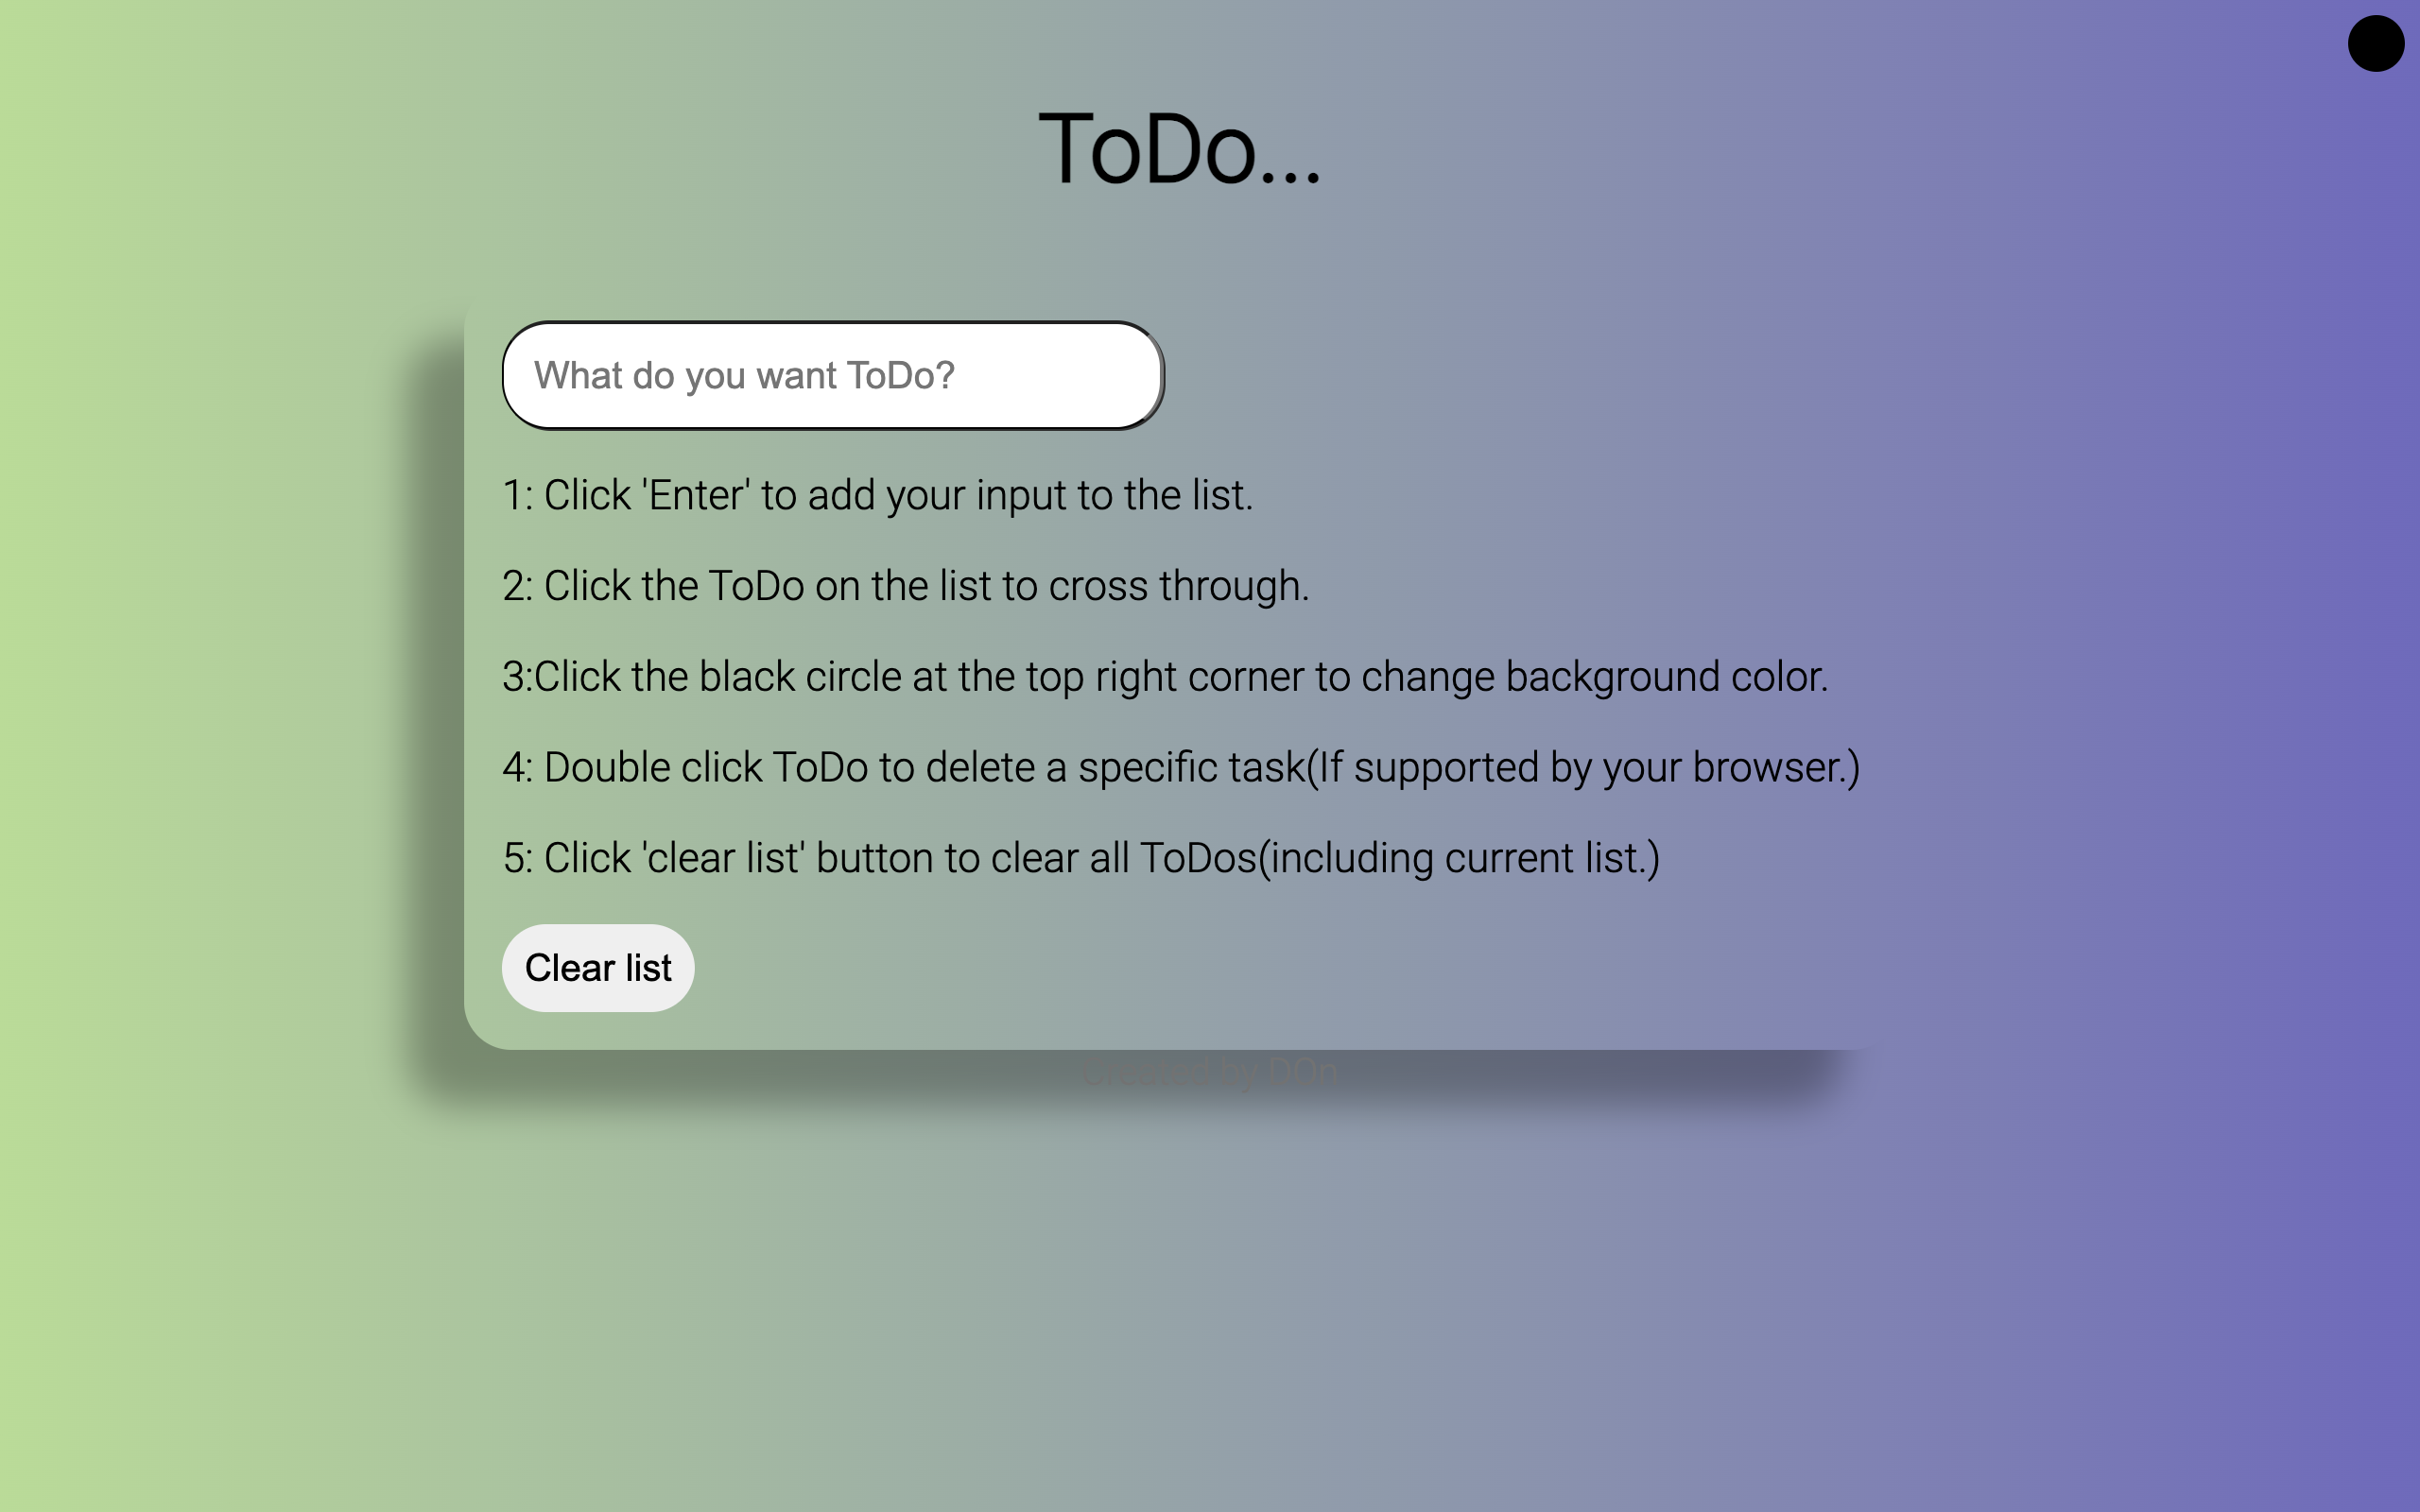 ToDo...
What do you want ToDo?
1: Click 'Enter' to add your input to the list.
2: Click the ToDo on the list to cross through.
3:Click the black circle at the top right corner to change background color.
4: Double click ToDo to delete a specific task(If supported by your browser.)
5: Click 'clear list' button to clear all ToDos(including current list.)
Clear list
Created by DOn